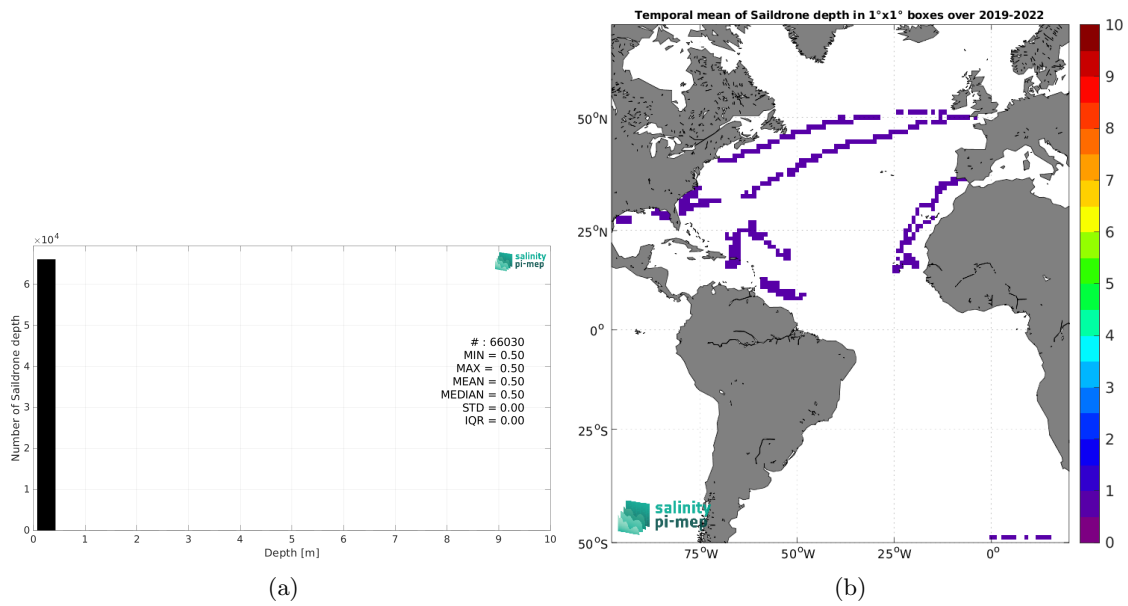 ×10⁴
6
5
4
3
2
1
0
Number of Saildrone depth
salinity
pi-mep
# : 66030
MIN = 0.50
MAX = 0.50
MEAN = 0.50
MEDIAN = 0.50
STD = 0.00
IQR = 0.00
0 1 2 3 4 5 6 7 8 9 10
Depth [m]
(a)
Temporal mean of Saildrone depth in 1°x1° boxes over 2019-2022
50°N
25°N
0°
25°S
50°S
75°W 50°W 25°W 0°
salinity
pi-mep
10
9
8
7
6
5
4
3
2
1
0
(b)